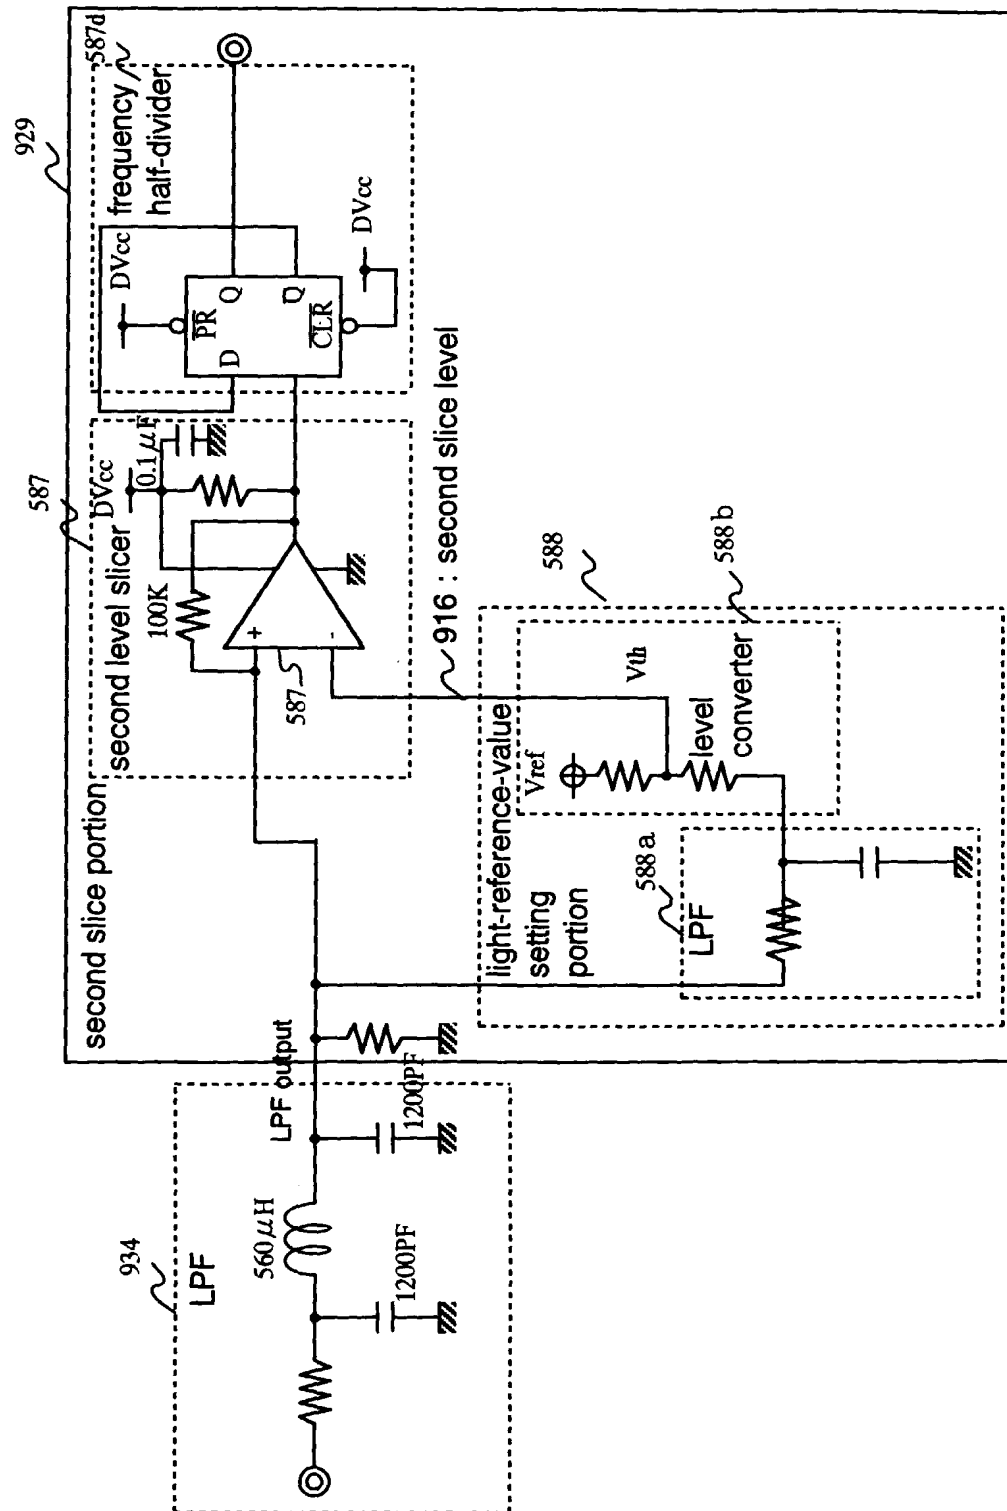 934
LPF
560μH
1200PF
1200PF
LPF output
929
second slice portion
587
second level slicer
DVcc
0.1μF
100K
+
-
587
587d
frequency
half-divider
DVcc
PR
D
Q
Q
CLR
DVcc
916 : second slice level
588
588b
light-reference-value
setting
portion
Vref
Vth
level
converter
588a
LPF